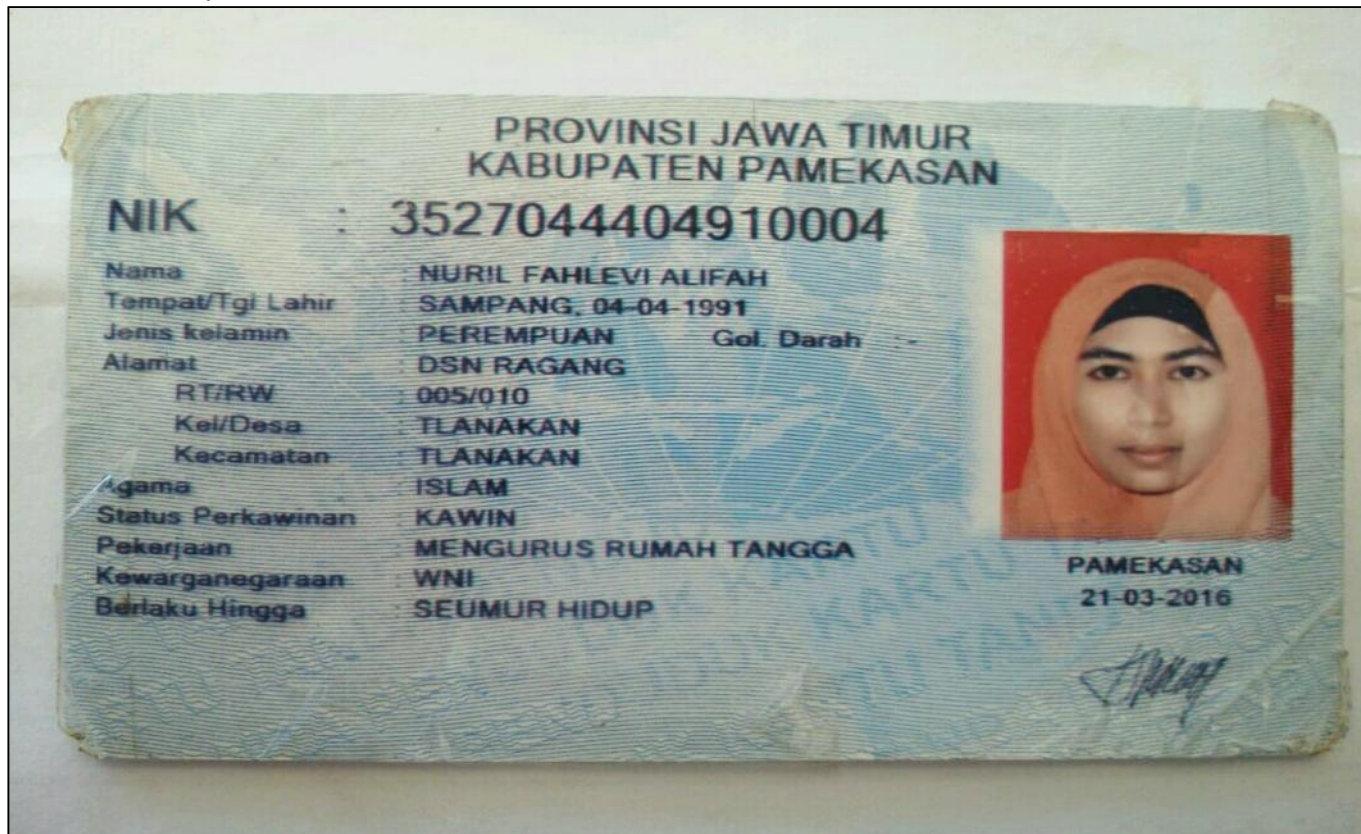 PROVINSI JAWA TIMUR
KABUPATEN PAMEKASAN
NIK : 3527044404910004
Nama : NURIL FAHLEVI ALIFAH
Tempat/Tgl Lahir : SAMPANG, 04-04-1991
Jenis kelamin : PEREMPUAN Gol. Darah : -
Alamat : DSN RAGANG
RT/RW : 005/010
Kel/Desa : TLANAKAN
Kecamatan : TLANAKAN
Agama : ISLAM
Status Perkawinan : KAWIN
Pekerjaan : MENGURUS RUMAH TANGGA
Kewarganegaraan : WNI
Berlaku Hingga : SEUMUR HIDUP
PAMEKASAN
21-03-2016